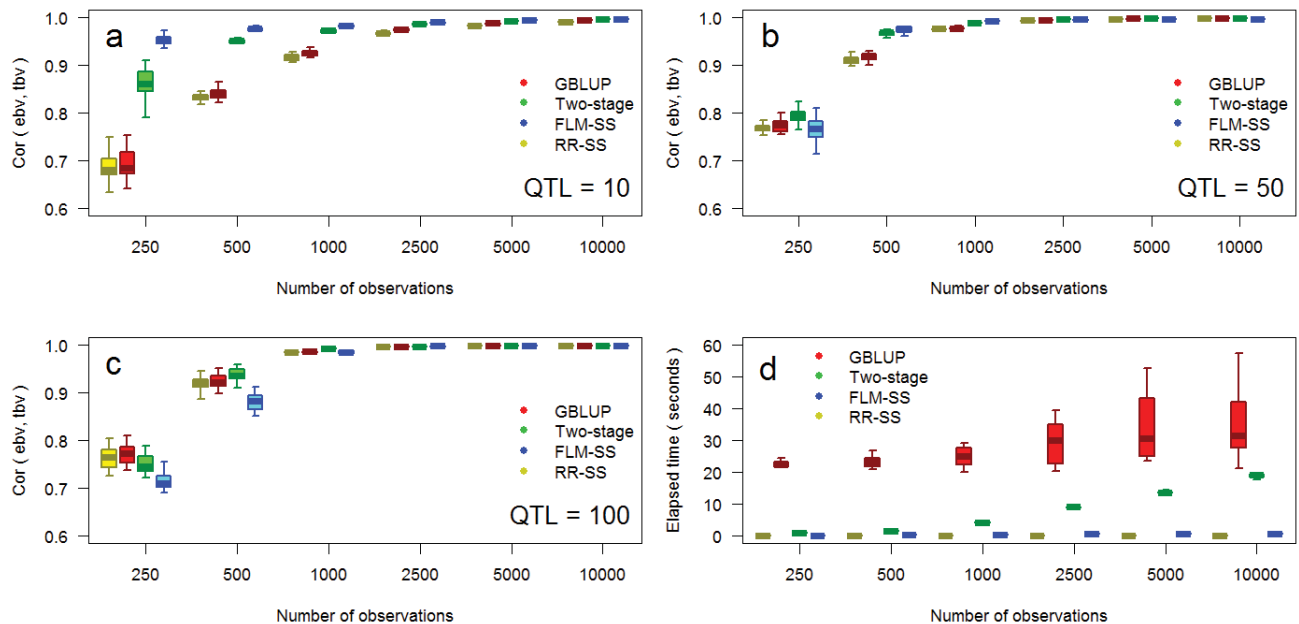 a
Cor ( ebv, tbv )
1.0
0.9
0.8
0.7
0.6
GBLUP
Two-stage
FLM-SS
RR-SS
QTL = 10
250 500 1000 2500 5000 10000
Number of observations
b
Cor ( ebv, tbv )
1.0
0.9
0.8
0.7
0.6
GBLUP
Two-stage
FLM-SS
RR-SS
QTL = 50
250 500 1000 2500 5000 10000
Number of observations
c
Cor ( ebv, tbv )
1.0
0.9
0.8
0.7
0.6
GBLUP
Two-stage
FLM-SS
RR-SS
QTL = 100
250 500 1000 2500 5000 10000
Number of observations
d
Elapsed time ( seconds )
60
50
40
30
20
10
0
GBLUP
Two-stage
FLM-SS
RR-SS
250 500 1000 2500 5000 10000
Number of observations